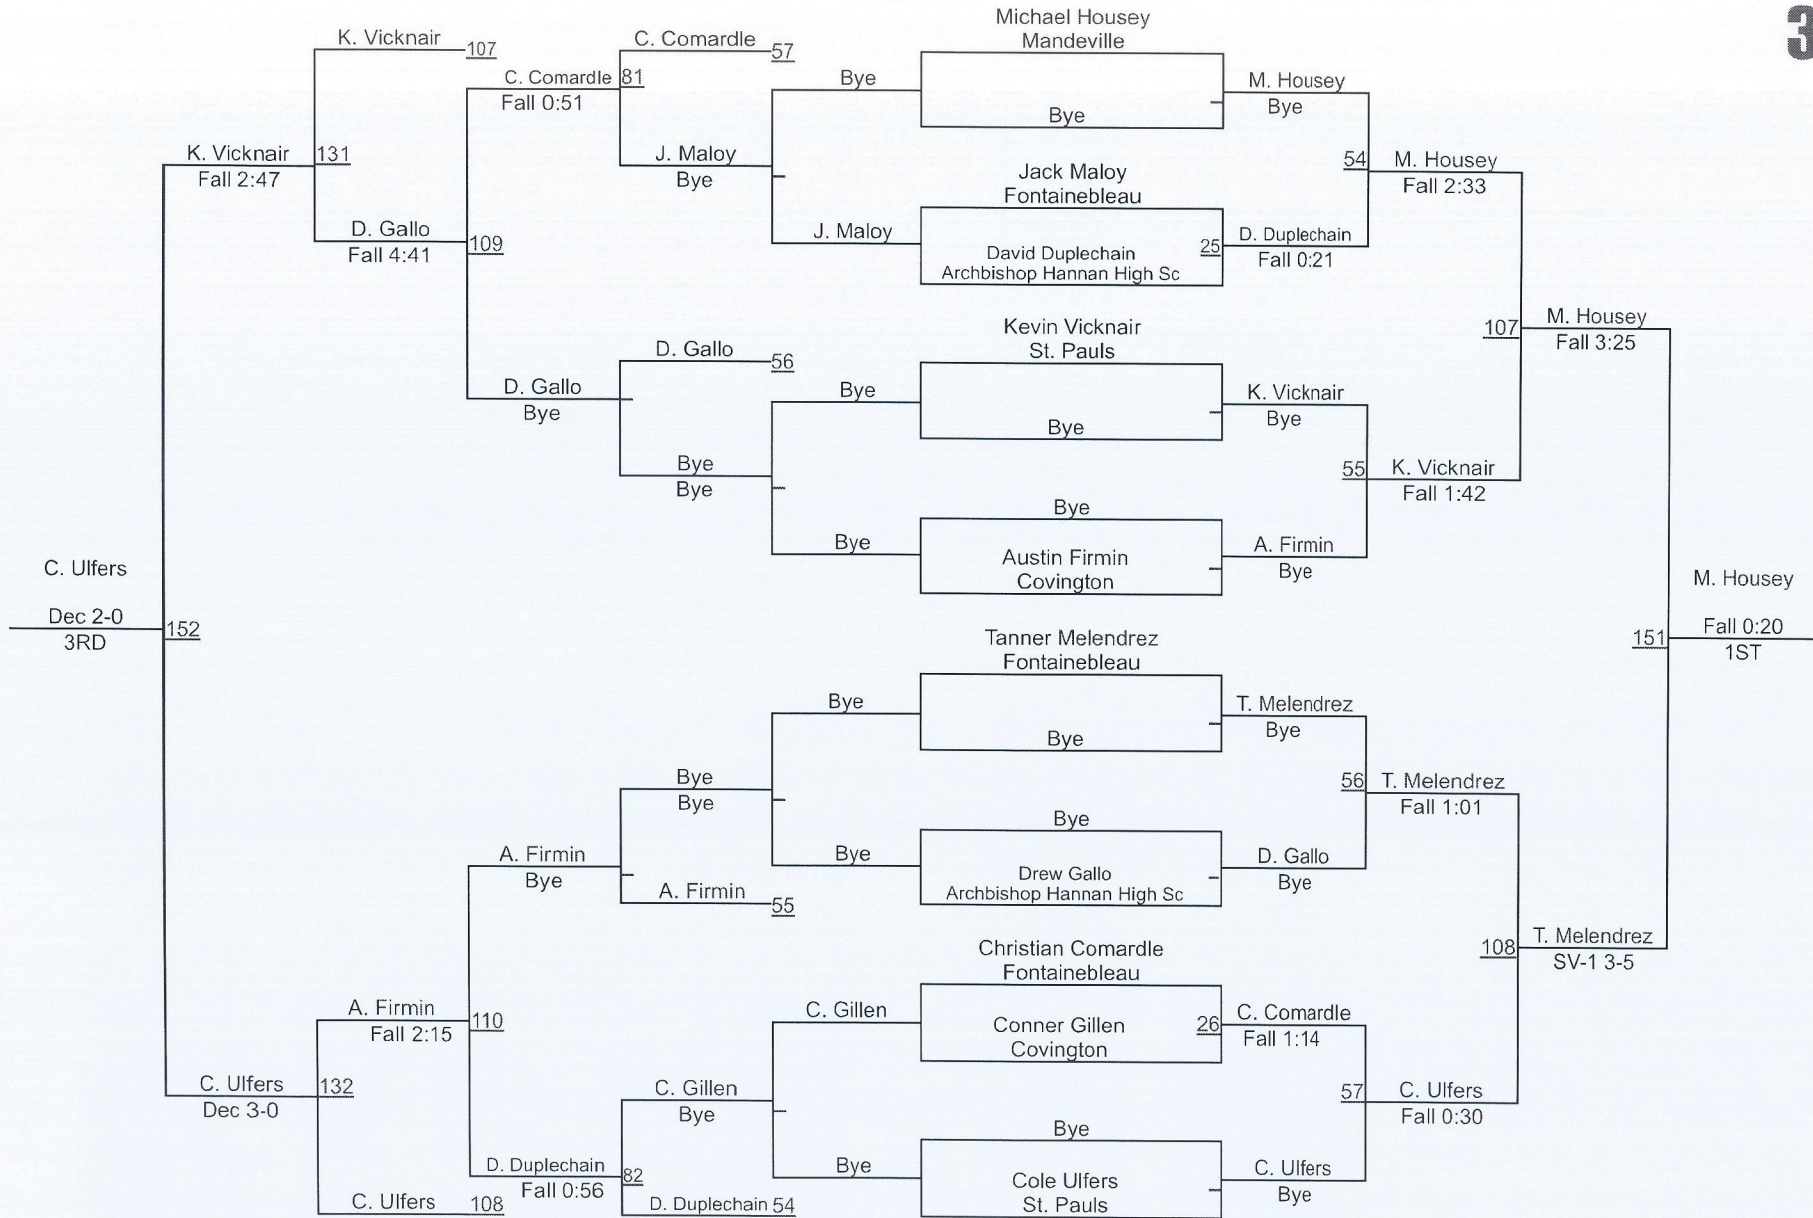 3
Michael Housey
Mandeville
K. Vicknair
107
C. Comardle
57
C. Comardle
81
Fall 0:51
Bye
Bye
M. Housey
Bye
K. Vicknair
131
Fall 2:47
J. Maloy
Bye
Jack Maloy
Fontainebleau
54
M. Housey
Fall 2:33
D. Gallo
109
Fall 4:41
J. Maloy
David Duplechain
Archbishop Hannan High Sc
25
D. Duplechain
Fall 0:21
Kevin Vicknair
St. Pauls
107
M. Housey
Fall 3:25
D. Gallo
56
D. Gallo
Bye
Bye
Bye
K. Vicknair
Bye
Bye
Bye
55
K. Vicknair
Fall 1:42
Bye
Bye
Austin Firmin
Covington
A. Firmin
Bye
C. Ulfers
Dec 2-0
3RD
152
M. Housey
Fall 0:20
1ST
151
Tanner Melendrez
Fontainebleau
Bye
Bye
T. Melendrez
Bye
Bye
Bye
56
T. Melendrez
Fall 1:01
Bye
A. Firmin
Bye
Bye
Drew Gallo
Archbishop Hannan High Sc
D. Gallo
Bye
A. Firmin
55
Christian Comardle
Fontainebleau
108
T. Melendrez
SV-1 3-5
A. Firmin
110
Fall 2:15
C. Gillen
Conner Gillen
Covington
26
C. Comardle
Fall 1:14
C. Ulfers
132
Dec 3-0
C. Gillen
Bye
57
C. Ulfers
Fall 0:30
Bye
D. Duplechain
82
Fall 0:56
Bye
Cole Ulfers
St. Pauls
C. Ulfers
Bye
C. Ulfers
108
D. Duplechain
54